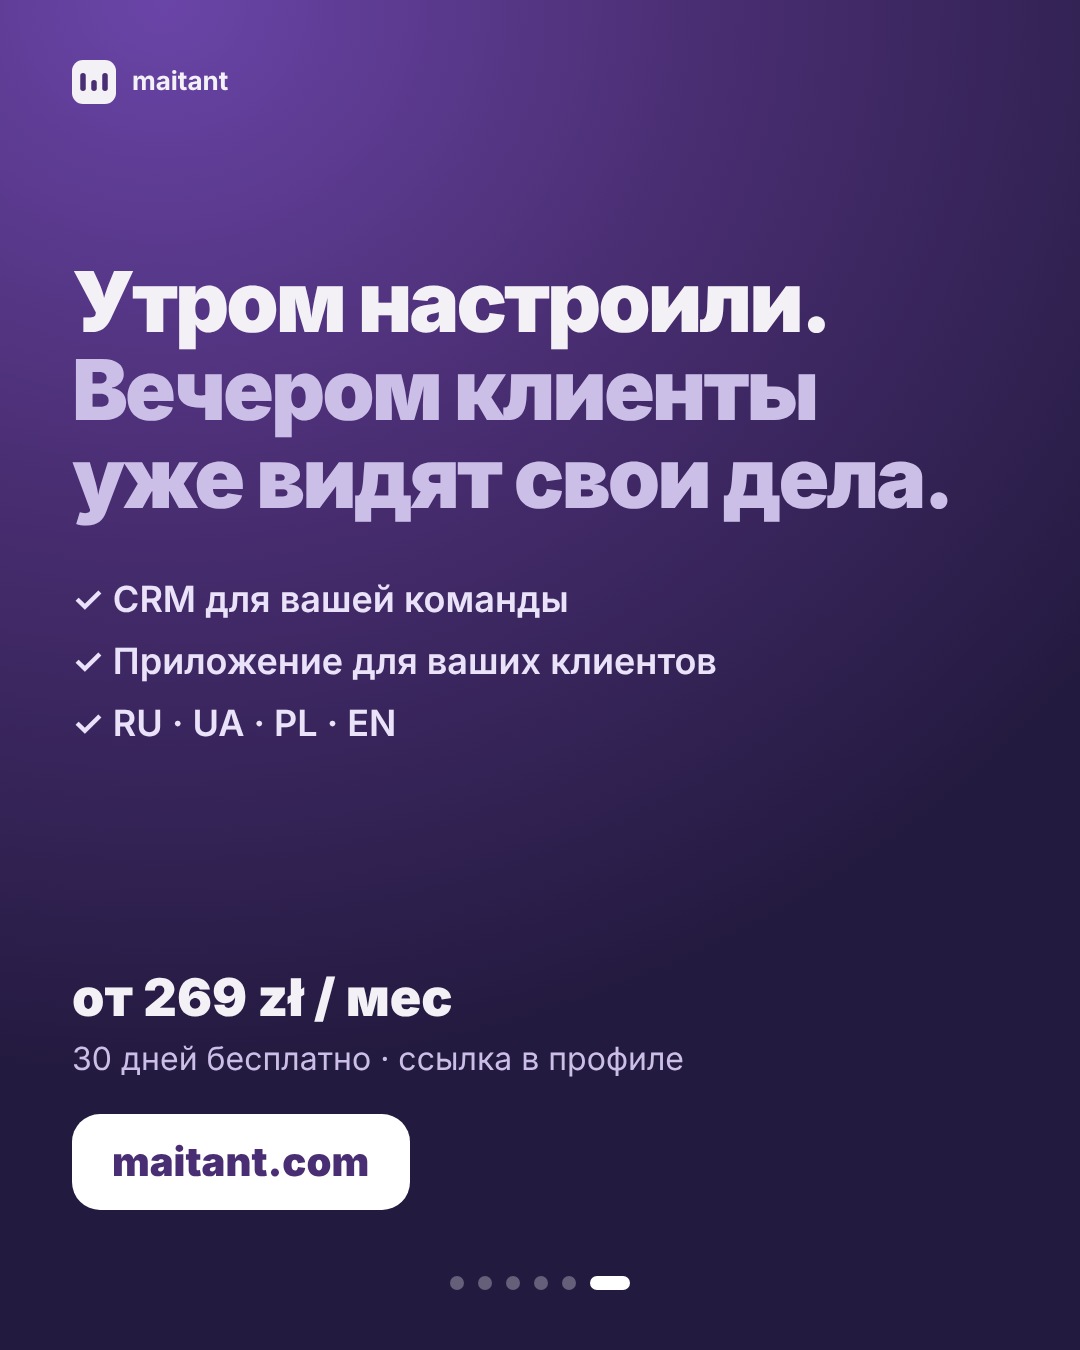 maitant
Утром настроили.
Вечером клиенты
уже видят свои дела.
✓ CRM для вашей команды
✓ Приложение для ваших клиентов
✓ RU · UA · PL · EN
от 269 zł / мес
30 дней бесплатно · ссылка в профиле
maitant.com